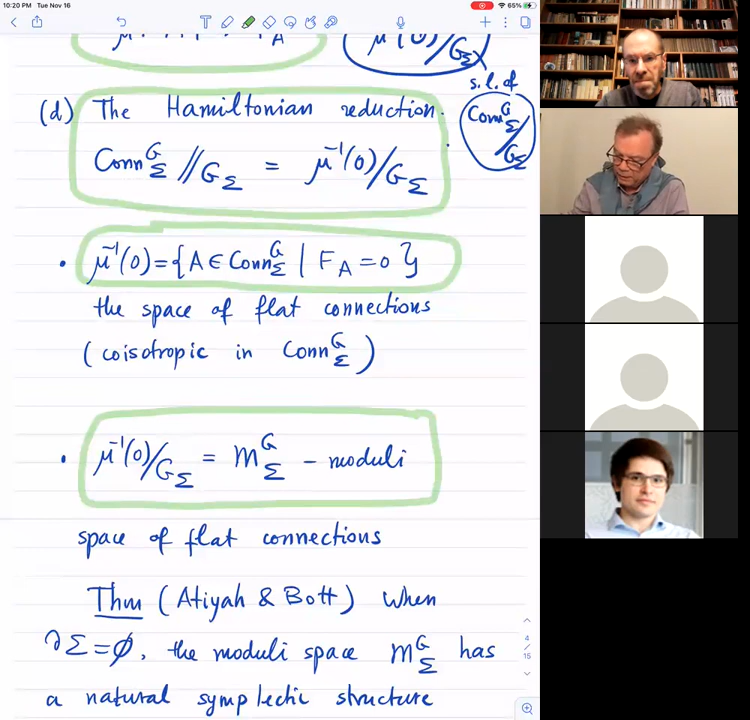 10:20 PM Tue Nov 16
65%
μ⁻¹(0)/G_Σ
s.l. of
Conn^G_Σ/G_Σ
(d) The Hamiltonian reduction.
Conn^G_Σ // G_Σ = μ⁻¹(0)/G_Σ
• μ⁻¹(0) = {A ∈ Conn^G_Σ | F_A = 0}
the space of flat connections
(coisotropic in Conn^G_Σ)
• μ⁻¹(0)/G_Σ = M^G_Σ – moduli
space of flat connections
Thm (Atiyah & Bott) When
∂Σ = ∅, the moduli space M^G_Σ has
a natural symplectic structure
4
15